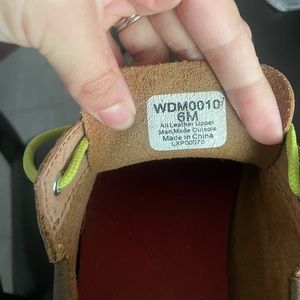 WDM0010
6M
All Leather Upper
Man Made Outsole
Made in China
LXP00070